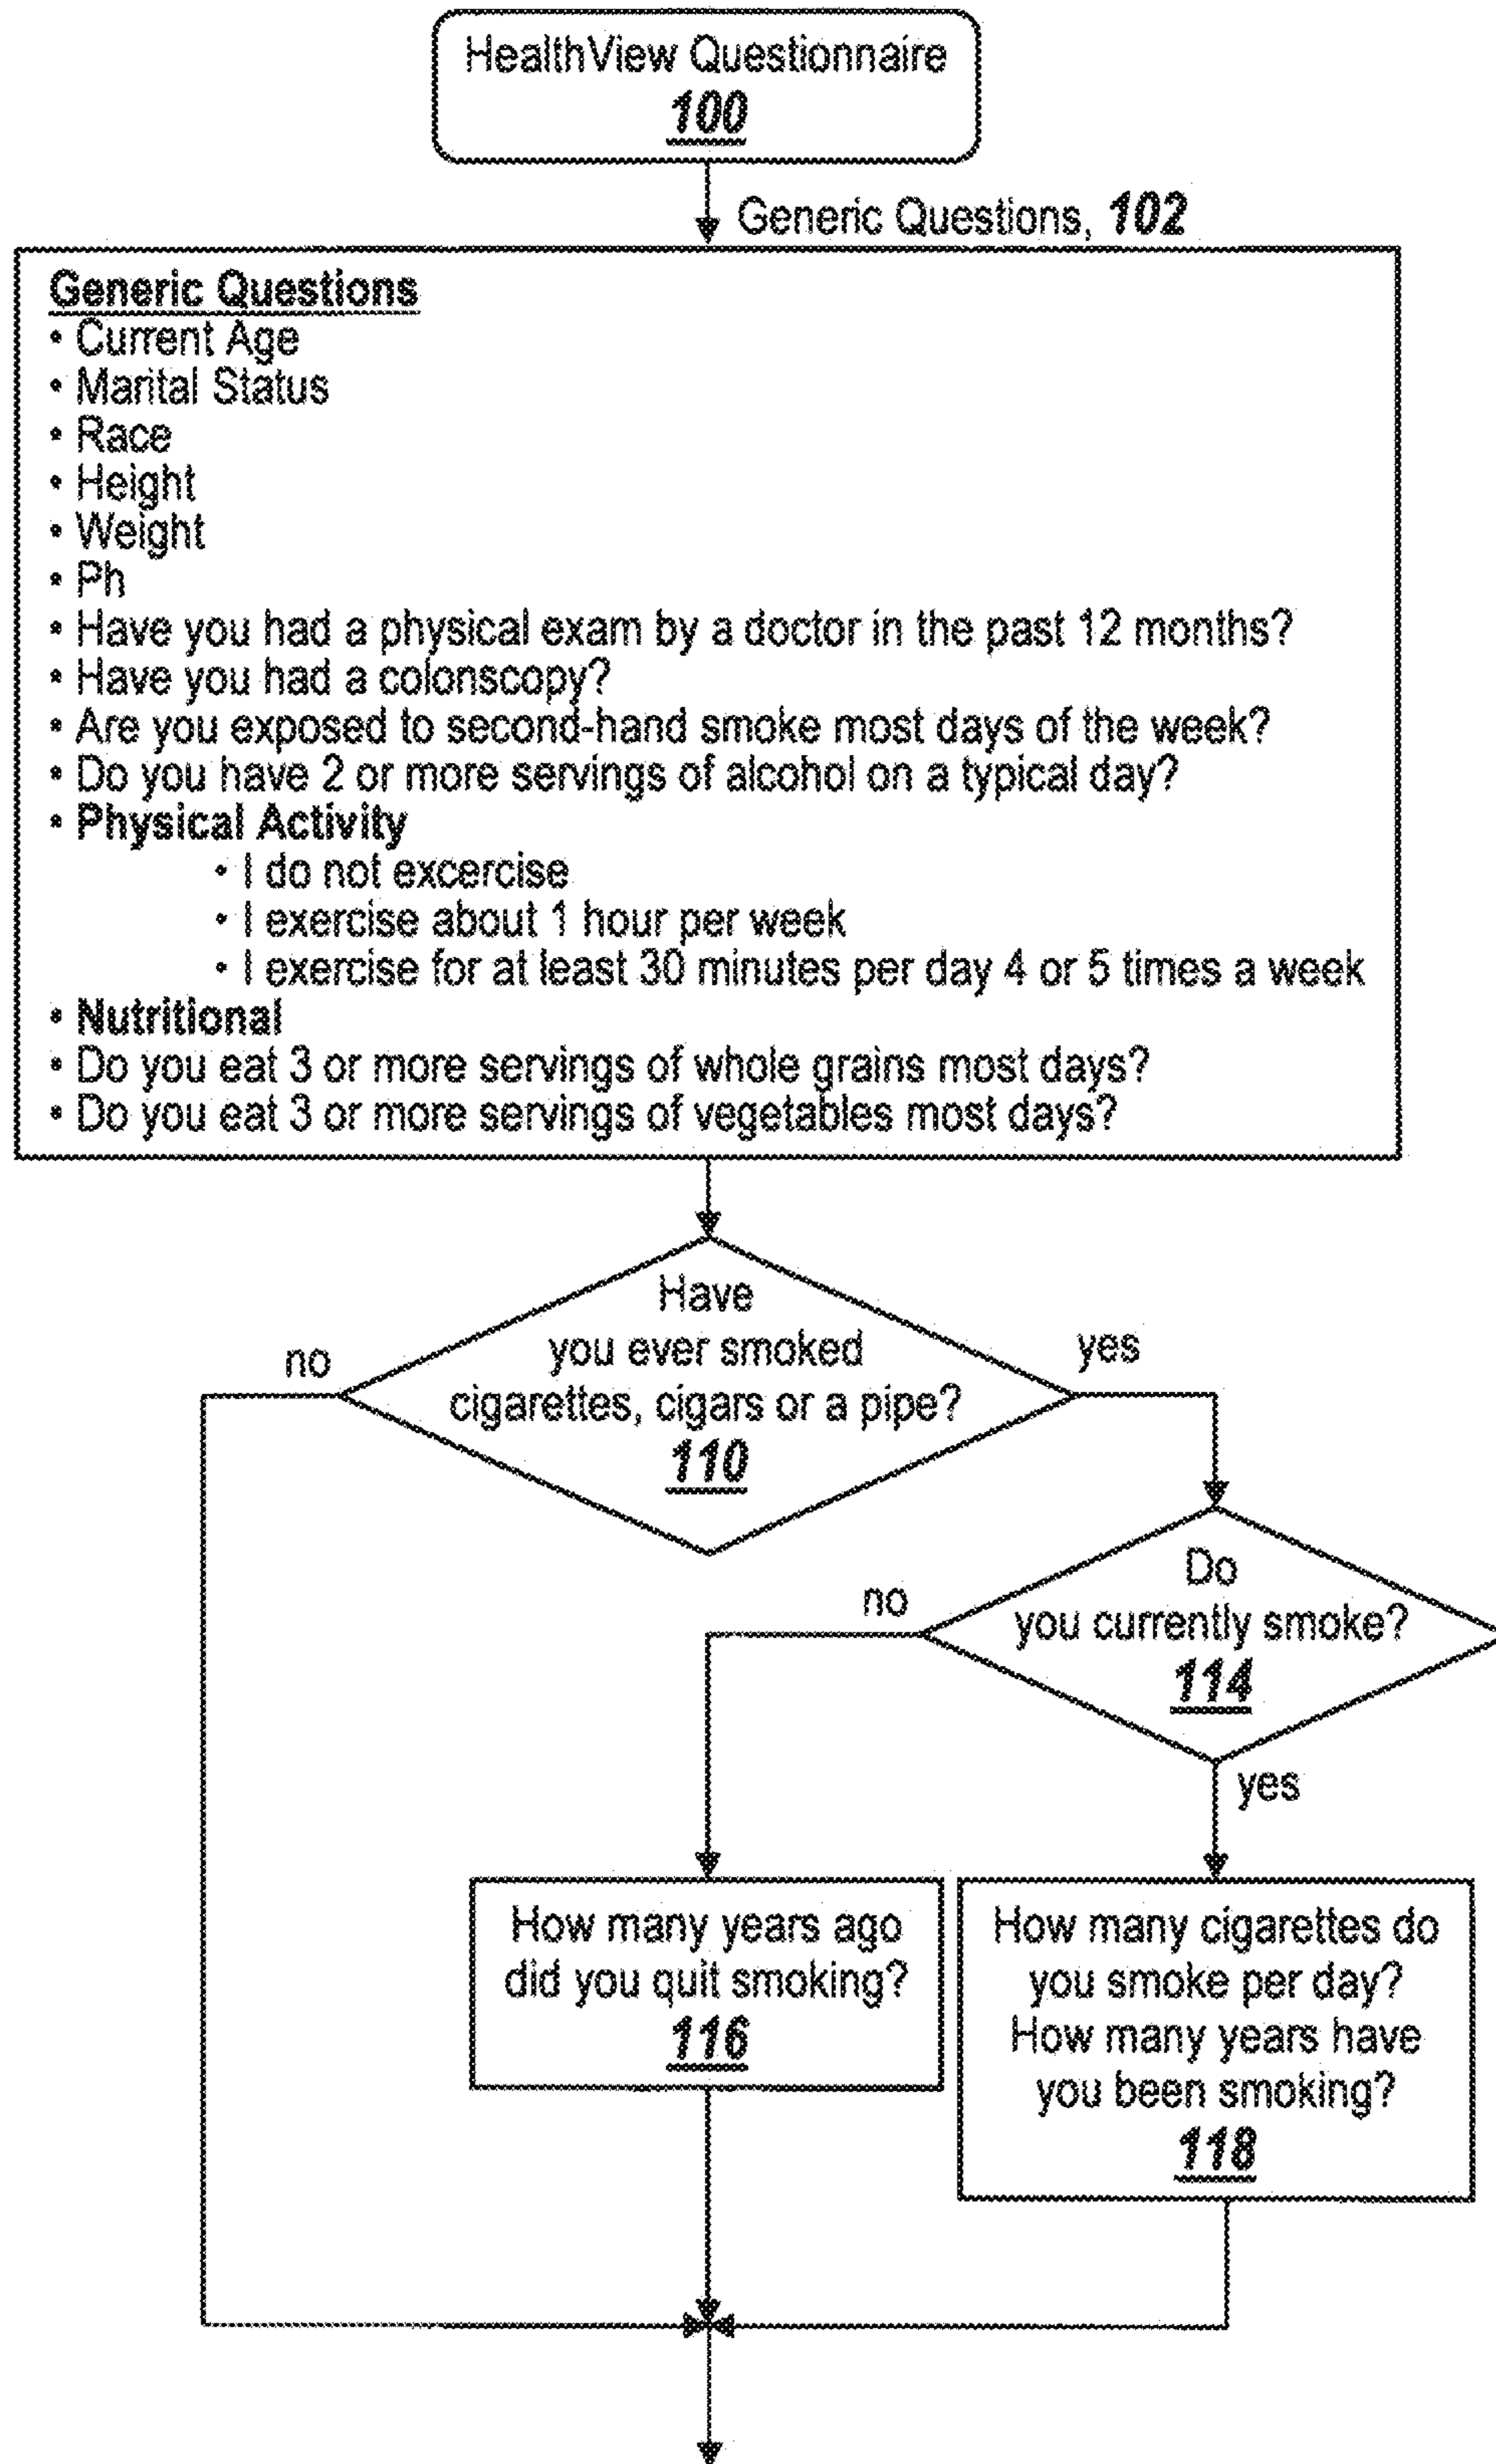 HealthView Questionnaire
100
Generic Questions, 102
Generic Questions
• Current Age
• Marital Status
• Race
• Height
• Weight
• Ph
• Have you had a physical exam by a doctor in the past 12 months?
• Have you had a colonscopy?
• Are you exposed to second-hand smoke most days of the week?
• Do you have 2 or more servings of alcohol on a typical day?
• Physical Activity
• I do not excercise
• I exercise about 1 hour per week
• I exercise for at least 30 minutes per day 4 or 5 times a week
• Nutritional
• Do you eat 3 or more servings of whole grains most days?
• Do you eat 3 or more servings of vegetables most days?
Have
you ever smoked
cigarettes, cigars or a pipe?
110
no
yes
Do
you currently smoke?
114
no
yes
How many years ago
did you quit smoking?
116
How many cigarettes do
you smoke per day?
How many years have
you been smoking?
118